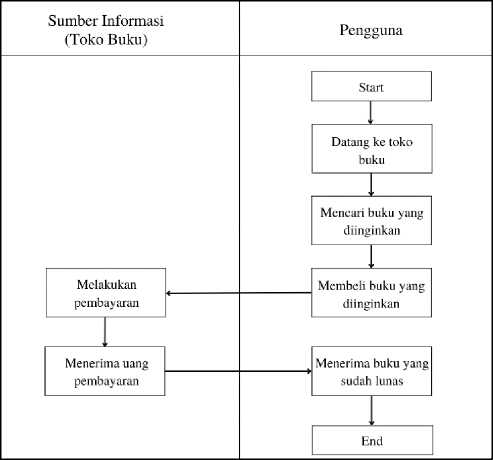 Sumber Informasi
(Toko Buku)
Pengguna
Start
Datang ke toko
buku
Mencari buku yang
diinginkan
Membeli buku yang
diinginkan
Melakukan
pembayaran
Menerima uang
pembayaran
Menerima buku yang
sudah lunas
End